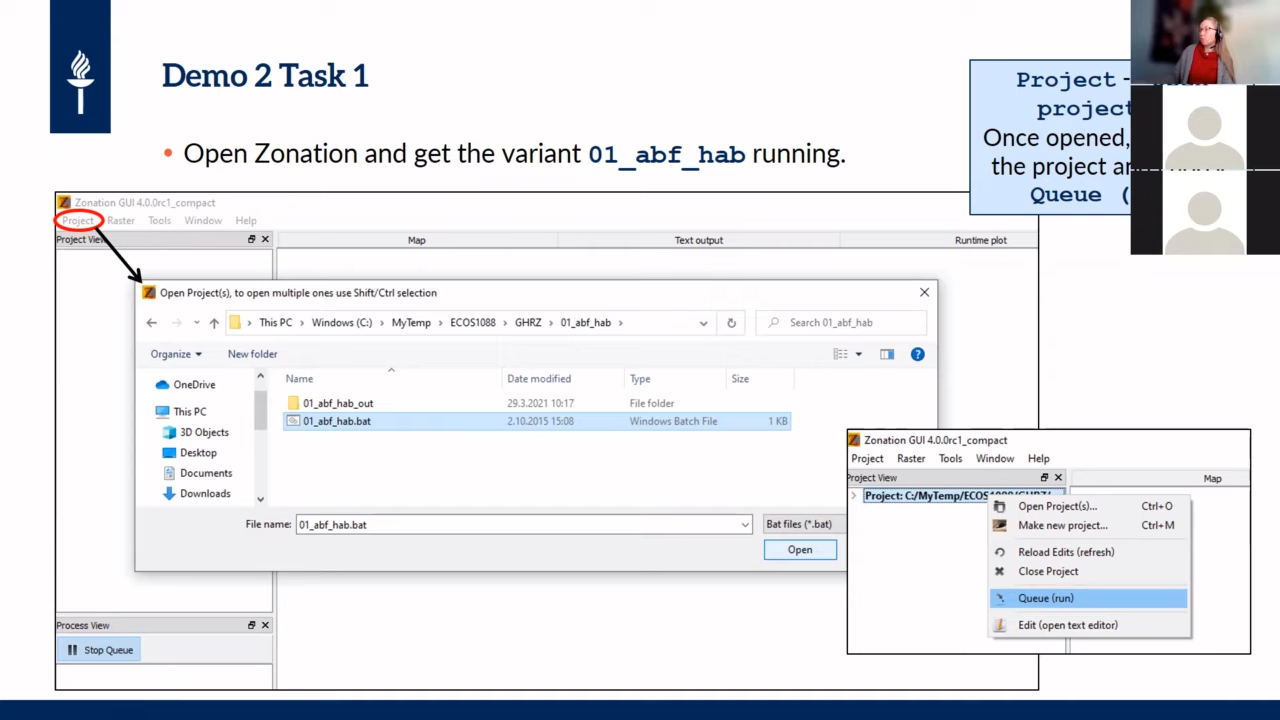 Demo 2 Task 1
• Open Zonation and get the variant 01_abf_hab running.
Project -
project
Once opened,
the project an
Queue (
Zonation GUI 4.0.0rc1_compact
Project Raster Tools Window Help
Project View
Map Text output Runtime plot
Open Project(s), to open multiple ones use Shift/Ctrl selection
This PC > Windows (C:) > MyTemp > ECOS1088 > GHRZ > 01_abf_hab >
Search 01_abf_hab
Organize New folder
Name Date modified Type Size
OneDrive
This PC
3D Objects
Desktop
Documents
Downloads
01_abf_hab_out 29.3.2021 10:17 File folder
01_abf_hab.bat 2.10.2015 15:08 Windows Batch File 1 KB
File name: 01_abf_hab.bat Bat files (*.bat)
Open
Process View
Stop Queue
Zonation GUI 4.0.0rc1_compact
Project Raster Tools Window Help
Project View
Map
Project: C:/MyTemp/ECOS1088/GHRZ/
Open Project(s)... Ctrl+O
Make new project... Ctrl+M
Reload Edits (refresh)
Close Project
Queue (run)
Edit (open text editor)